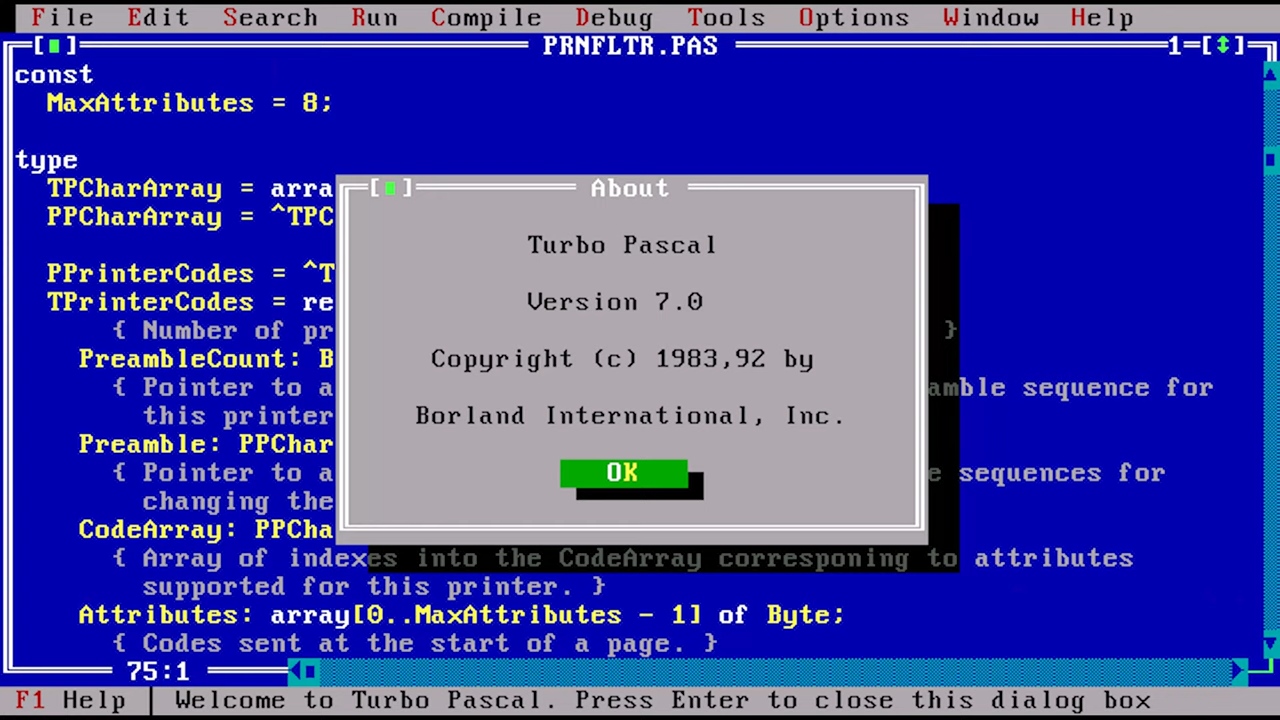 File Edit Search Run Compile Debug Tools Options Window Help
PRNFLTR.PAS 1
const
MaxAttributes = 8;
type
TPCharArray = arra
PPCharArray = ^TPC
PPrinterCodes = ^T
TPrinterCodes = re
{ Number of pr }
PreambleCount: B
{ Pointer to a amble sequence for
this printer
Preamble: PPChar
{ Pointer to a e sequences for
changing the
CodeArray: PPCha
{ Array of indexes into the CodeArray corresponing to attributes
supported for this printer. }
Attributes: array[0..MaxAttributes - 1] of Byte;
{ Codes sent at the start of a page. }
About
Turbo Pascal
Version 7.0
Copyright (c) 1983,92 by
Borland International, Inc.
OK
75:1
F1 Help │ Welcome to Turbo Pascal. Press Enter to close this dialog box